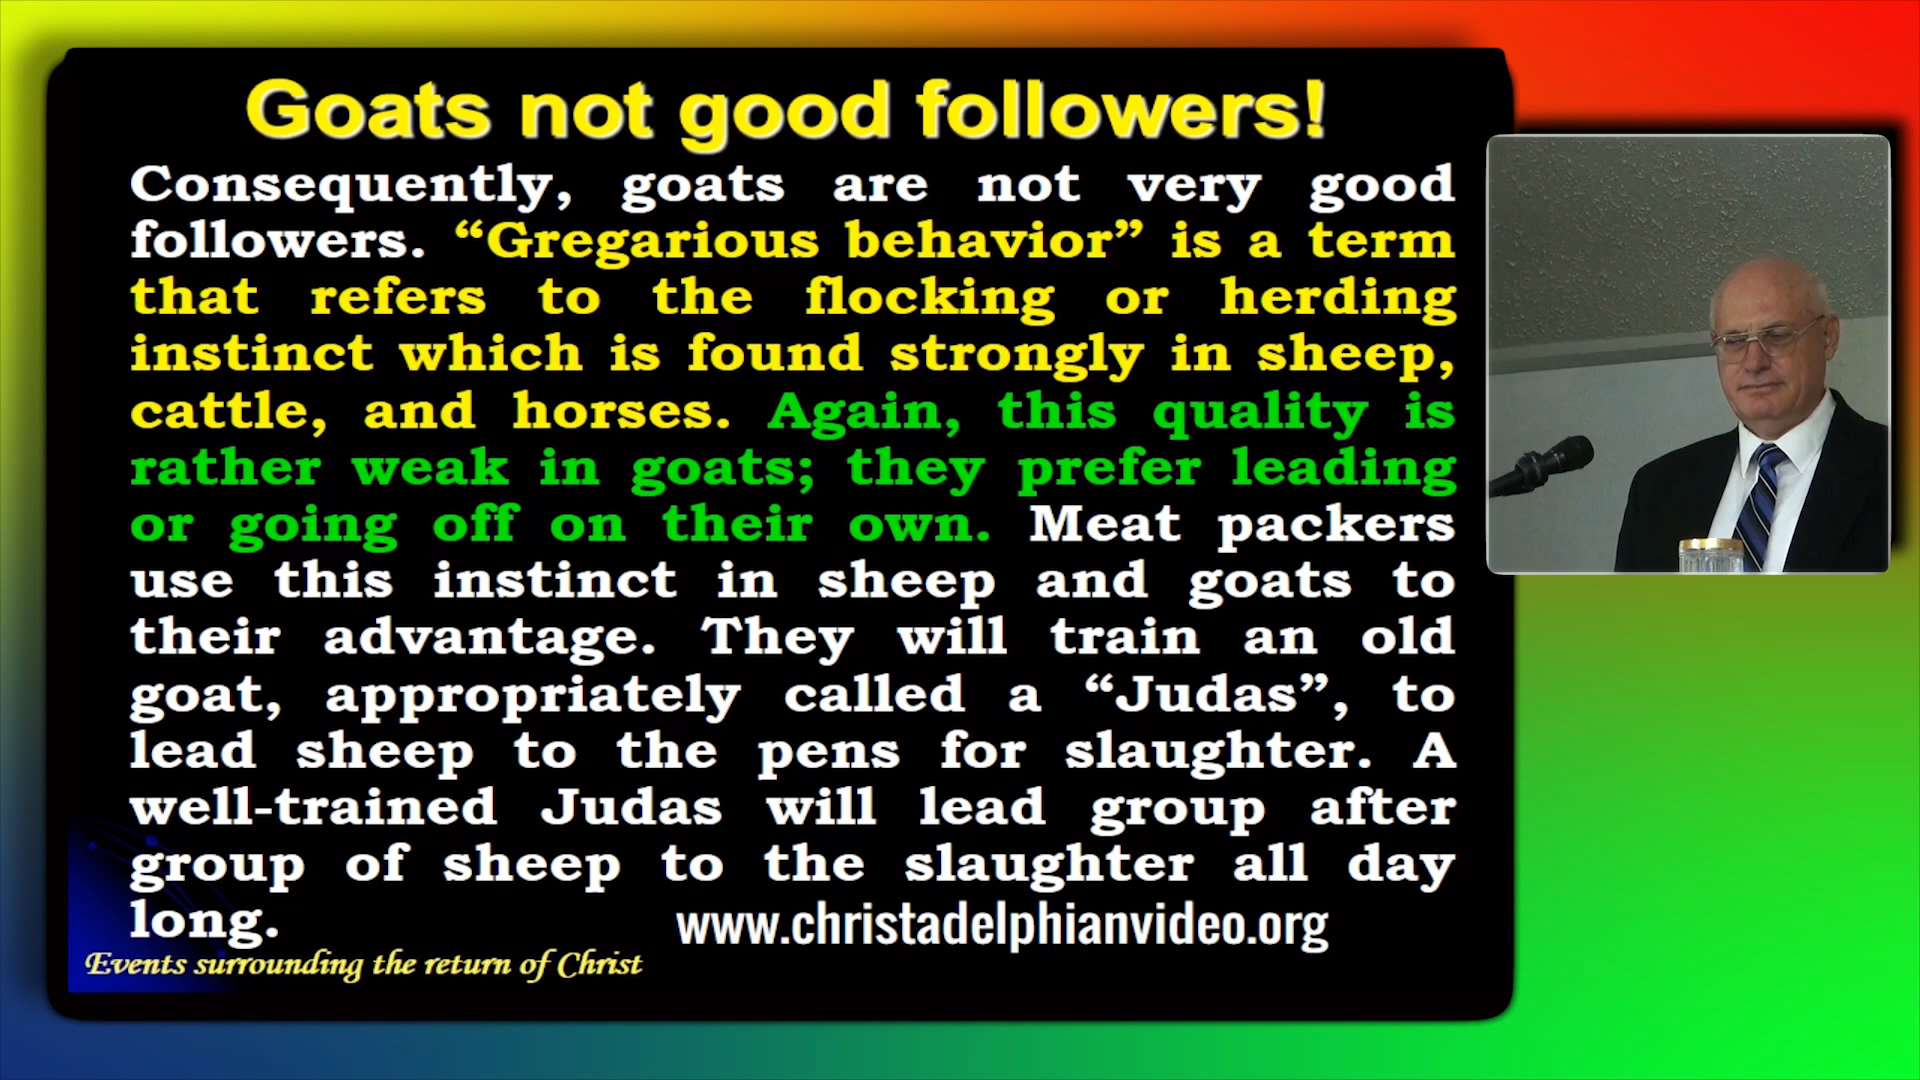 Goats not good followers!
Consequently, goats are not very good
followers. “Gregarious behavior” is a term
that refers to the flocking or herding
instinct which is found strongly in sheep,
cattle, and horses. Again, this quality is
rather weak in goats; they prefer leading
or going off on their own. Meat packers
use this instinct in sheep and goats to
their advantage. They will train an old
goat, appropriately called a “Judas”, to
lead sheep to the pens for slaughter. A
well-trained Judas will lead group after
group of sheep to the slaughter all day
long.
www.christadelphianvideo.org
Events surrounding the return of Christ